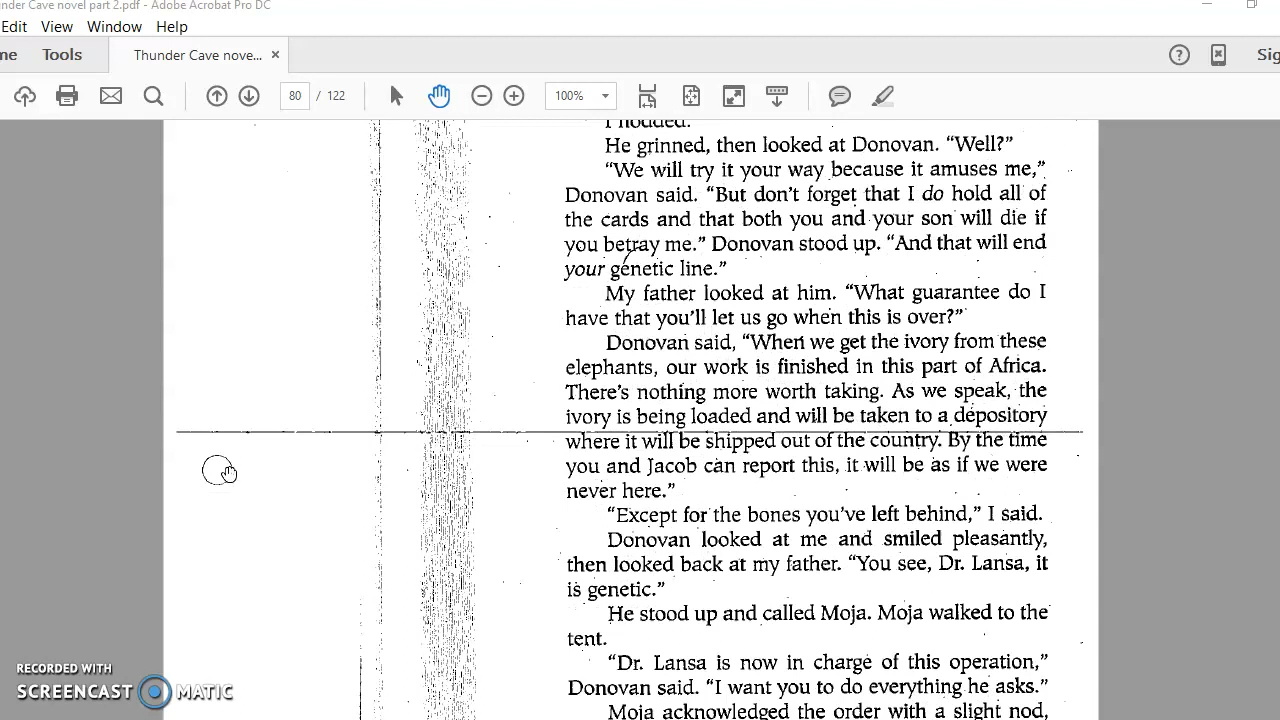 nder Cave novel part 2.pdf - Adobe Acrobat Pro DC
Edit View Window Help
me Tools Thunder Cave nove... ×
80 / 122 100%
Sig
I nodded.
He grinned, then looked at Donovan. “Well?”
“We will try it your way because it amuses me,”
Donovan said. “But don’t forget that I do hold all of
the cards and that both you and your son will die if
you betray me.” Donovan stood up. “And that will end
your genetic line.”
My father looked at him. “What guarantee do I
have that you’ll let us go when this is over?”
Donovan said, “When we get the ivory from these
elephants, our work is finished in this part of Africa.
There’s nothing more worth taking. As we speak, the
ivory is being loaded and will be taken to a depository
where it will be shipped out of the country. By the time
you and Jacob can report this, it will be as if we were
never here.”
“Except for the bones you’ve left behind,” I said.
Donovan looked at me and smiled pleasantly,
then looked back at my father. “You see, Dr. Lansa, it
is genetic.”
He stood up and called Moja. Moja walked to the
tent.
“Dr. Lansa is now in charge of this operation,”
Donovan said. “I want you to do everything he asks.”
Moja acknowledged the order with a slight nod,
RECORDED WITH
SCREENCAST MATIC